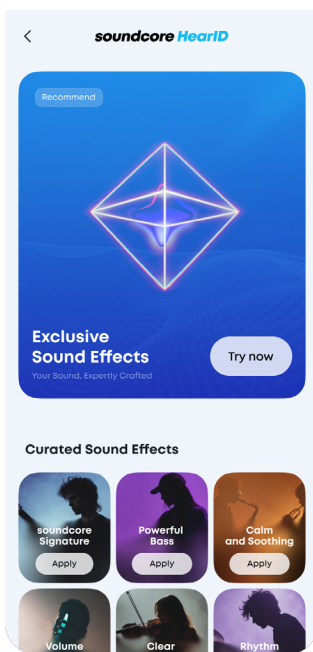 soundcore HearID
Recommend
Exclusive
Sound Effects
Your Sound, Expertly Crafted
Try now
Curated Sound Effects
soundcore
Signature
Apply
Powerful
Bass
Apply
Calm
and Soothing
Apply
Volume
Clear
Rhythm